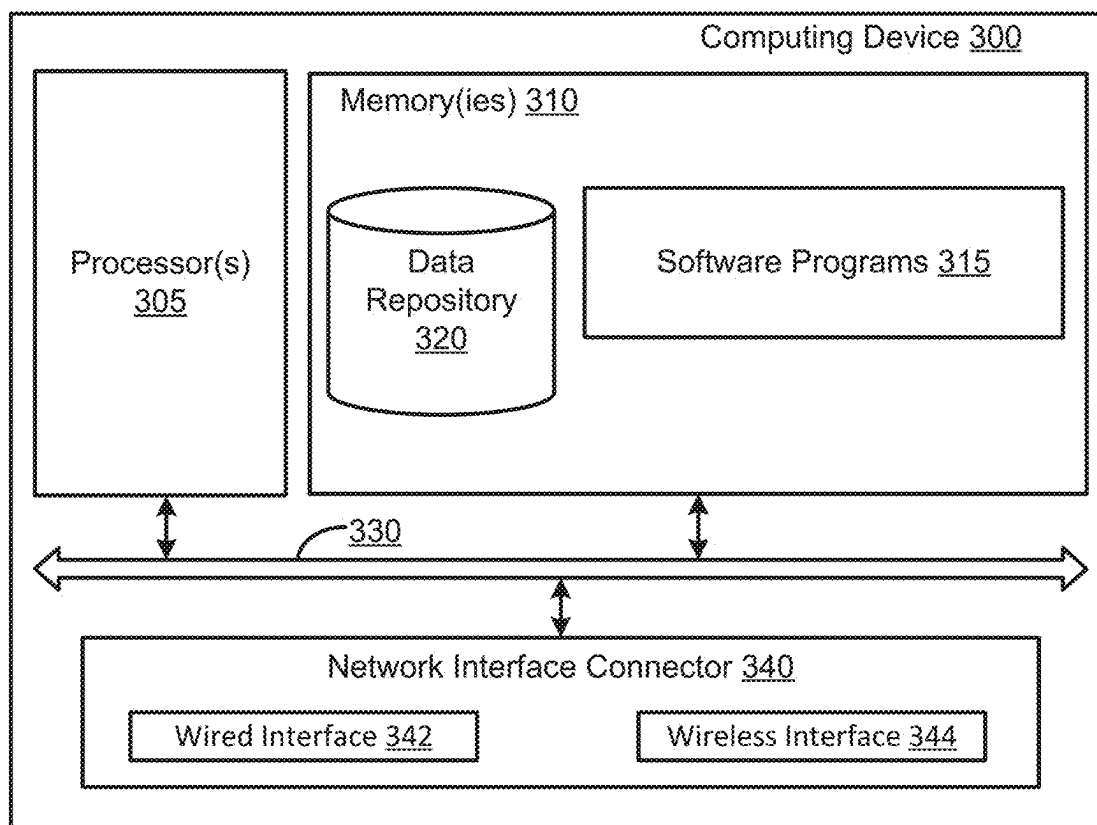 Computing Device 300
Memory(ies) 310
Processor(s)
305
Data
Repository
320
Software Programs 315
330
Network Interface Connector 340
Wired Interface 342
Wireless Interface 344